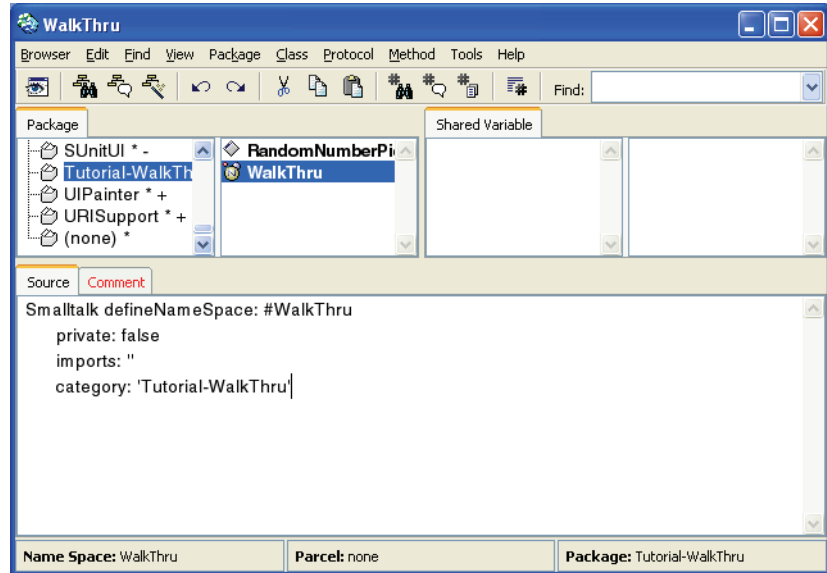 WalkThru
Browser Edit Find View Package Class Protocol Method Tools Help
Find:
Package
Shared Variable
SUnitUI * -
Tutorial-WalkTh
UIPainter * +
URISupport * +
(none) *
RandomNumberPi
WalkThru
Source Comment
Smalltalk defineNameSpace: #WalkThru
private: false
imports: ''
category: 'Tutorial-WalkThru'
Name Space: WalkThru
Parcel: none
Package: Tutorial-WalkThru